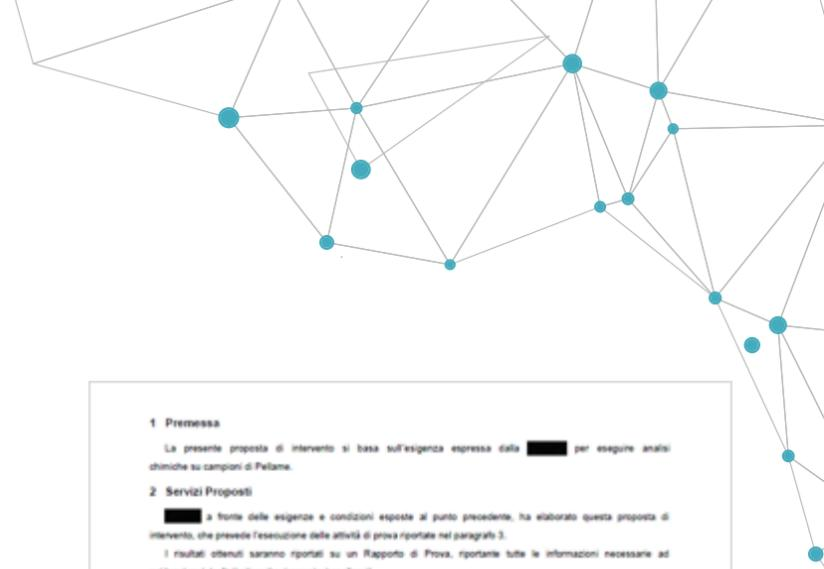 1 Premessa
La presente proposta di intervento si basa sull'esigenza espressa dalla per eseguire analisi
chimiche su campioni di Pellame.
2 Servizi Proposti
a fronte delle esigenze e condizioni esposte al punto precedente, ha elaborato questa proposta di
intervento, che prevede l'esecuzione delle attività di prova riportate nel paragrafo 3.
I risultati ottenuti saranno riportati su un Rapporto di Prova, riportante tutte le informazioni necessarie ad